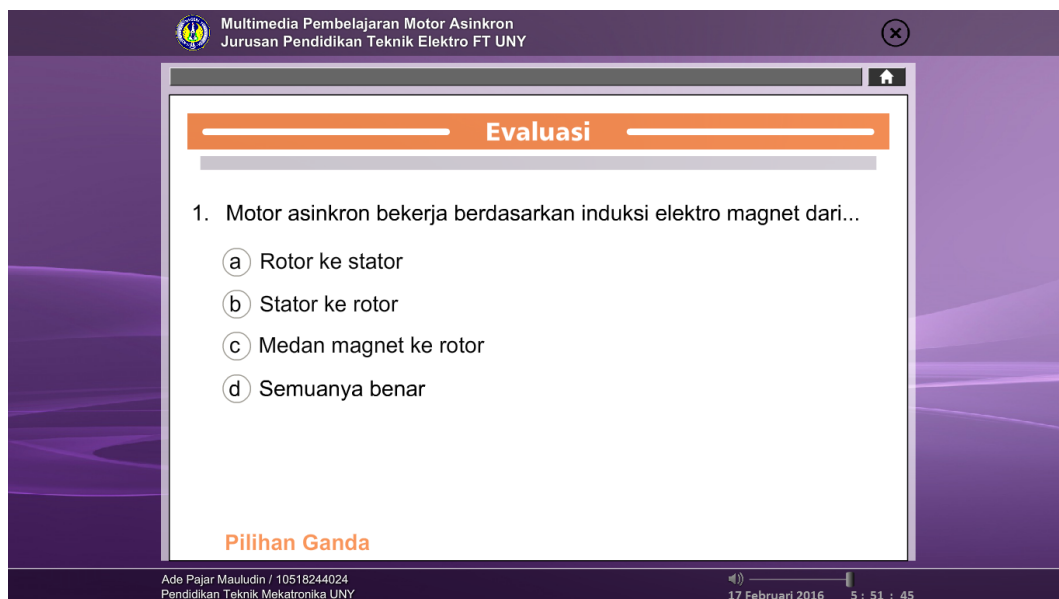 Multimedia Pembelajaran Motor Asinkron
Jurusan Pendidikan Teknik Elektro FT UNY
Evaluasi
1. Motor asinkron bekerja berdasarkan induksi elektro magnet dari...
a Rotor ke stator
b Stator ke rotor
c Medan magnet ke rotor
d Semuanya benar
Pilihan Ganda
Ade Pajar Mauludin / 10518244024
Pendidikan Teknik Mekatronika UNY
17 Februari 2016 5 : 51 : 45